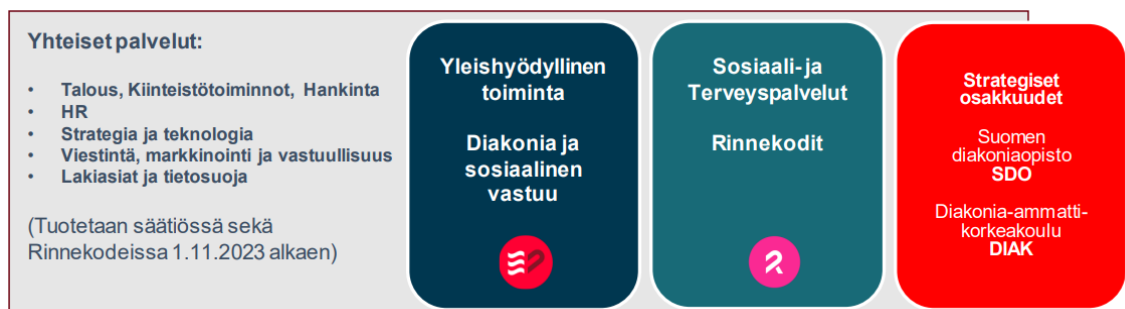 Yhteiset palvelut:
• Talous, Kiinteistötoiminnot, Hankinta
• HR
• Strategia ja teknologia
• Viestintä, markkinointi ja vastuullisuus
• Lakiasiat ja tietosuoja
(Tuotetaan säätiössä sekä
Rinnekodeissa 1.11.2023 alkaen)
Yleishyödyllinen
toiminta
Diakonia ja
sosiaalinen
vastuu
Sosiaali- ja
Terveyspalvelut
Rinnekodit
Strategiset
osakkuudet
Suomen
diakoniaopisto
SDO
Diakonia-ammatti-
korkeakoulu
DIAK